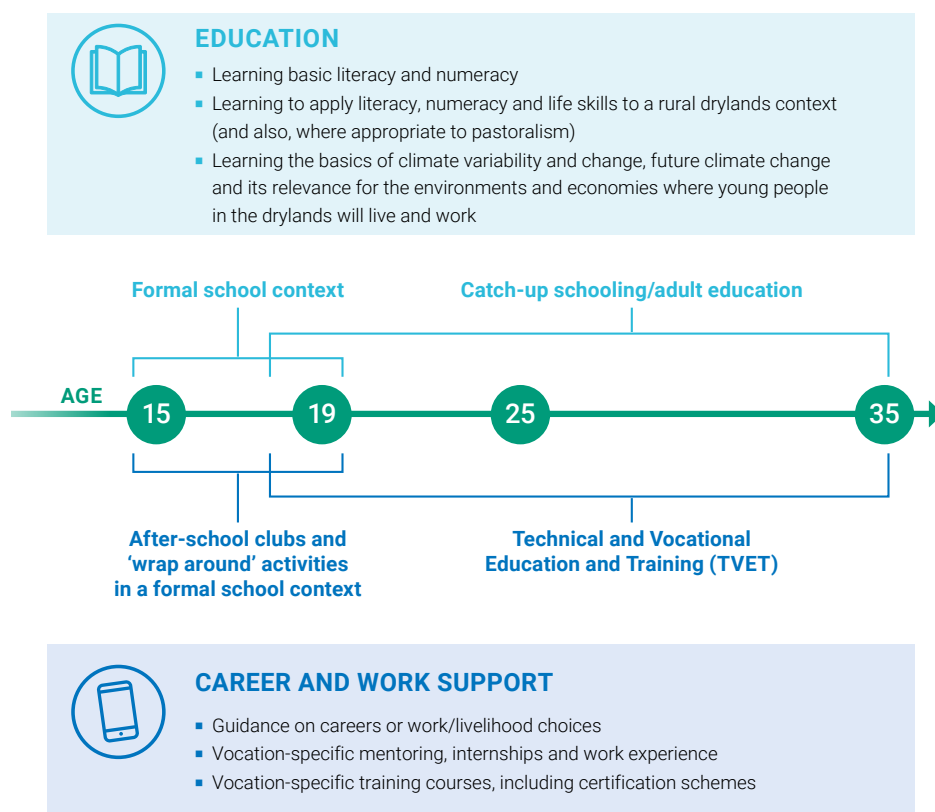 EDUCATION
▪ Learning basic literacy and numeracy
▪ Learning to apply literacy, numeracy and life skills to a rural drylands context
(and also, where appropriate to pastoralism)
▪ Learning the basics of climate variability and change, future climate change
and its relevance for the environments and economies where young people
in the drylands will live and work
Formal school context
Catch-up schooling/adult education
AGE
15
19
25
35
After-school clubs and
‘wrap around’ activities
in a formal school context
Technical and Vocational
Education and Training (TVET)
CAREER AND WORK SUPPORT
▪ Guidance on careers or work/livelihood choices
▪ Vocation-specific mentoring, internships and work experience
▪ Vocation-specific training courses, including certification schemes